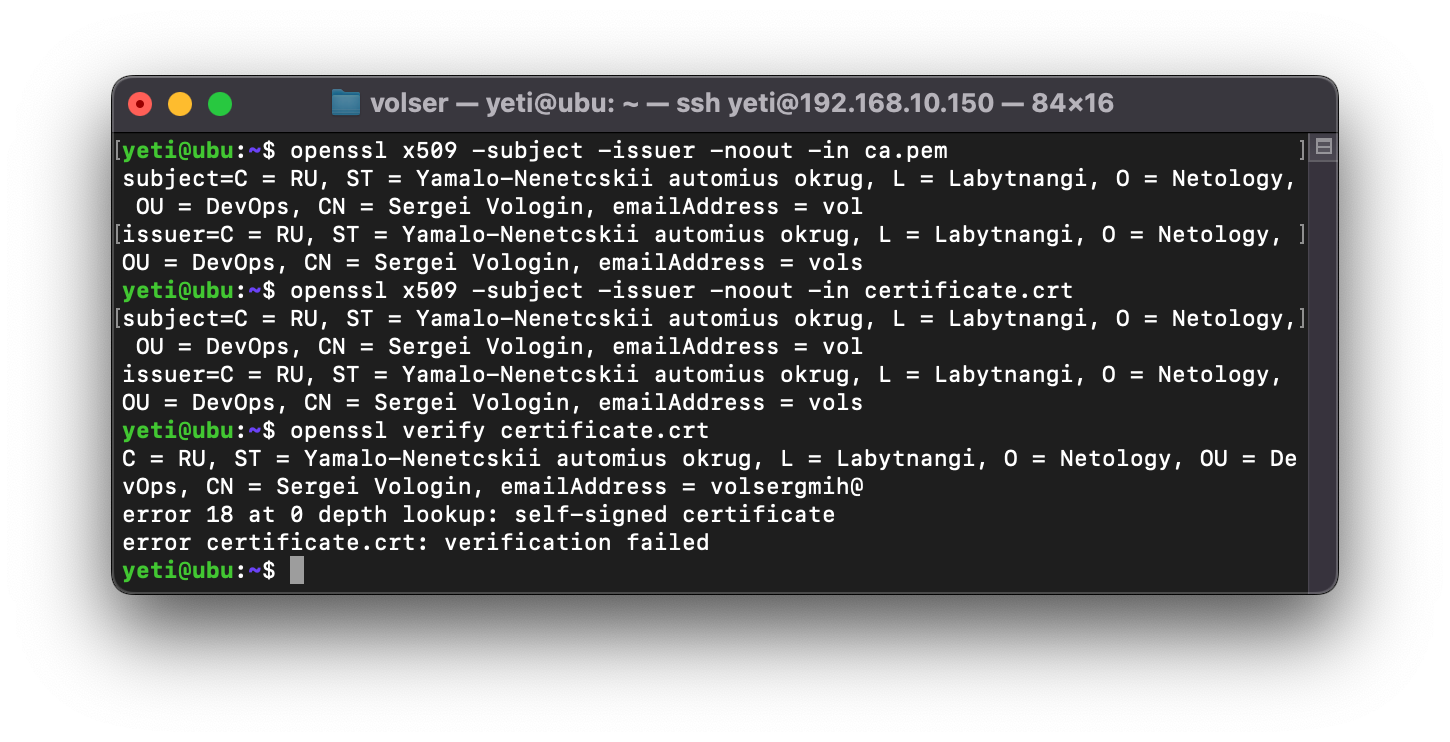 volser — yeti@ubu: ~ — ssh yeti@192.168.10.150 — 84×16
[yeti@ubu:~$ openssl x509 -subject -issuer -noout -in ca.pem ]
subject=C = RU, ST = Yamalo-Nenetcskii automius okrug, L = Labytnangi, O = Netology,
 OU = DevOps, CN = Sergei Vologin, emailAddress = vol
[issuer=C = RU, ST = Yamalo-Nenetcskii automius okrug, L = Labytnangi, O = Netology, ]
OU = DevOps, CN = Sergei Vologin, emailAddress = vols
yeti@ubu:~$ openssl x509 -subject -issuer -noout -in certificate.crt
[subject=C = RU, ST = Yamalo-Nenetcskii automius okrug, L = Labytnangi, O = Netology,]
 OU = DevOps, CN = Sergei Vologin, emailAddress = vol
issuer=C = RU, ST = Yamalo-Nenetcskii automius okrug, L = Labytnangi, O = Netology,
OU = DevOps, CN = Sergei Vologin, emailAddress = vols
yeti@ubu:~$ openssl verify certificate.crt
C = RU, ST = Yamalo-Nenetcskii automius okrug, L = Labytnangi, O = Netology, OU = De
vOps, CN = Sergei Vologin, emailAddress = volsergmih@
error 18 at 0 depth lookup: self-signed certificate
error certificate.crt: verification failed
yeti@ubu:~$